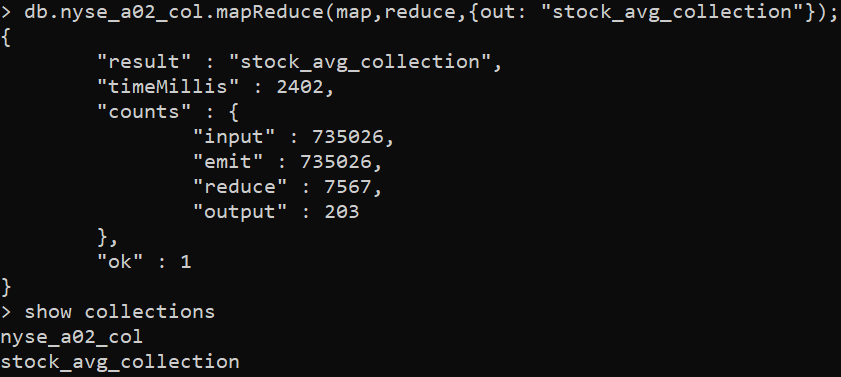 > db.nyse_a02_col.mapReduce(map,reduce,{out: "stock_avg_collection"});
{
        "result" : "stock_avg_collection",
        "timeMillis" : 2402,
        "counts" : {
                "input" : 735026,
                "emit" : 735026,
                "reduce" : 7567,
                "output" : 203
        },
        "ok" : 1
}
> show collections
nyse_a02_col
stock_avg_collection